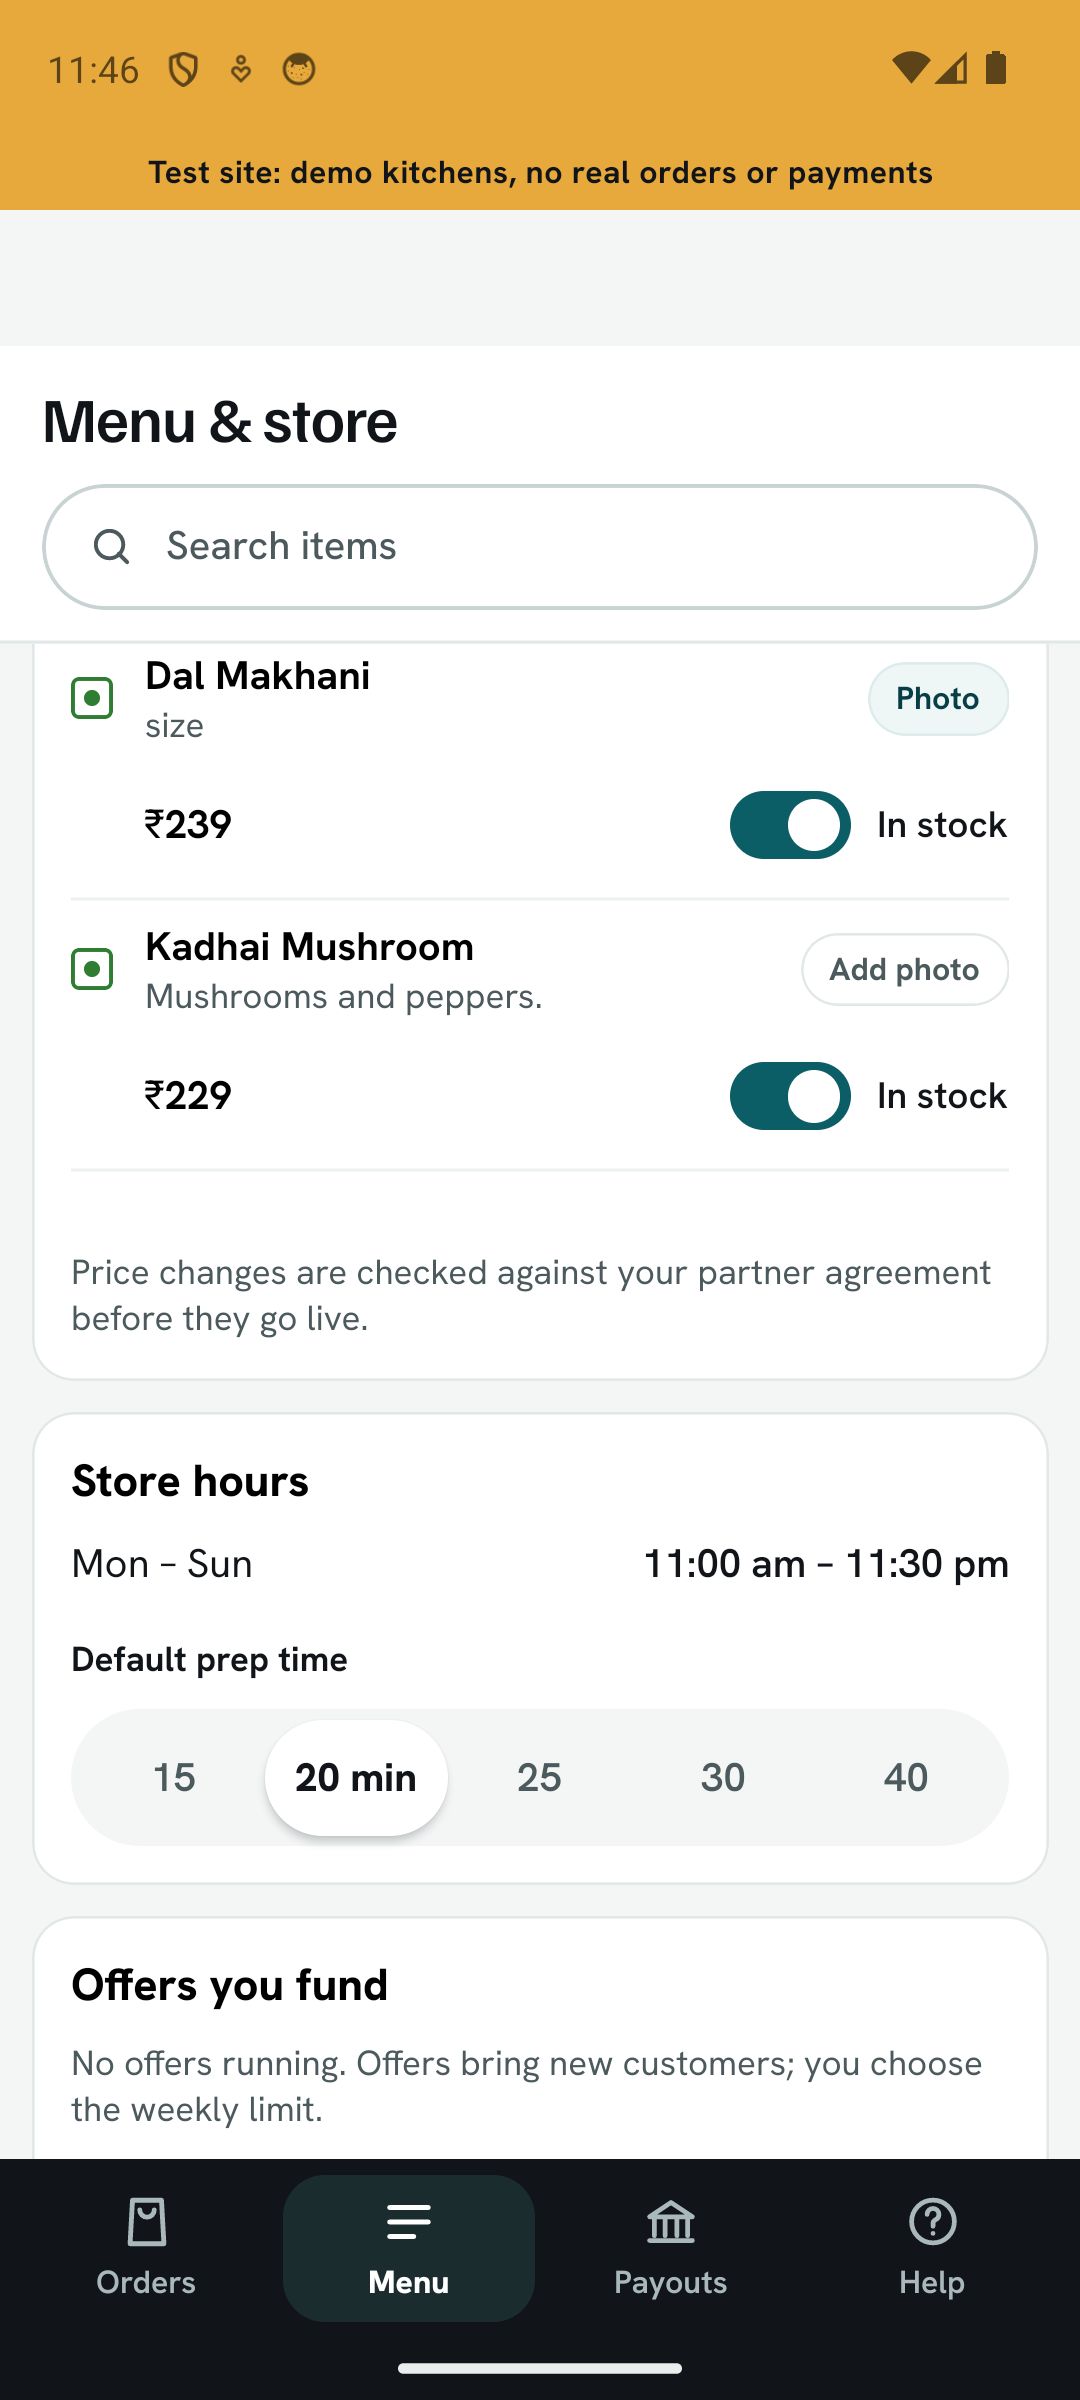 11:46
Test site: demo kitchens, no real orders or payments
Menu & store
Search items
Dal Makhani
size
Photo
₹239
In stock
Kadhai Mushroom
Mushrooms and peppers.
Add photo
₹229
In stock
Price changes are checked against your partner agreement
before they go live.
Store hours
Mon – Sun
11:00 am – 11:30 pm
Default prep time
15
20 min
25
30
40
Offers you fund
No offers running. Offers bring new customers; you choose
the weekly limit.
Orders
Menu
Payouts
Help